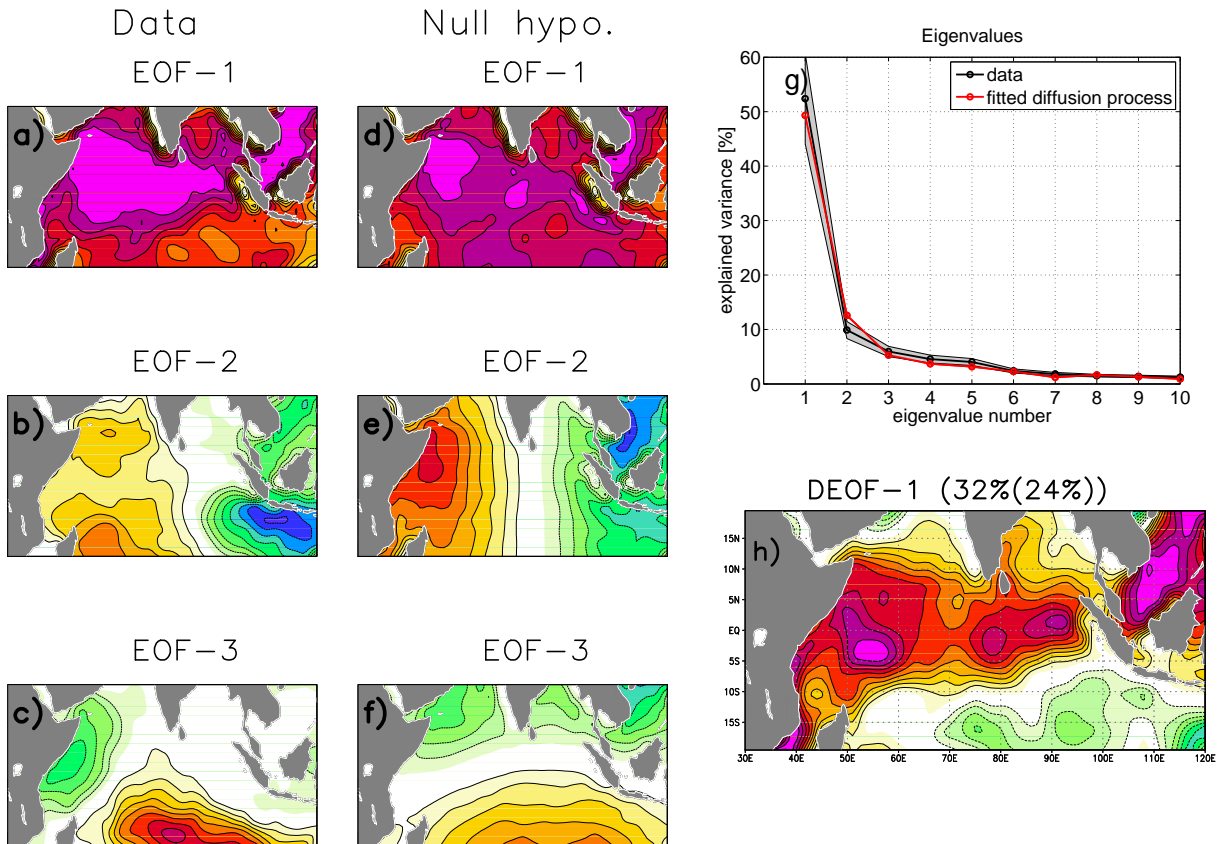 Data
Null hypo.
EOF-1
EOF-1
a)
d)
EOF-2
EOF-2
b)
e)
EOF-3
EOF-3
c)
f)
Eigenvalues
g)
data
fitted diffusion process
explained variance [%]
60
50
40
30
20
10
0
1 2 3 4 5 6 7 8 9 10
eigenvalue number
DEOF-1 (32%(24%))
h)
15N
10N
5N
EQ
5S
10S
15S
30E 40E 50E 60E 70E 80E 90E 100E 110E 120E